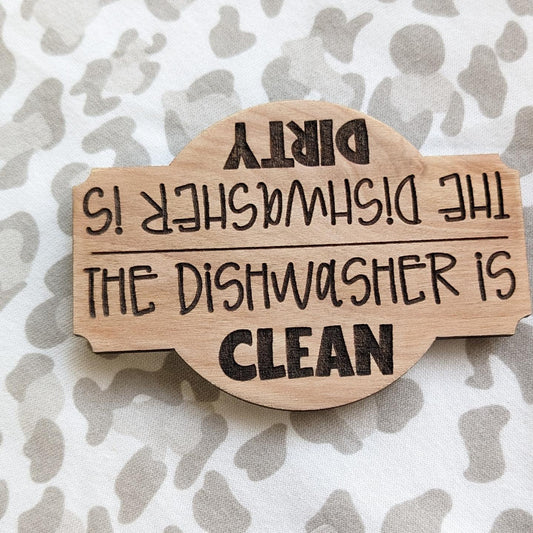 THE DiSHWaSHER iS
CLEAN
THE DiSHWaSHER iS
DIRTY